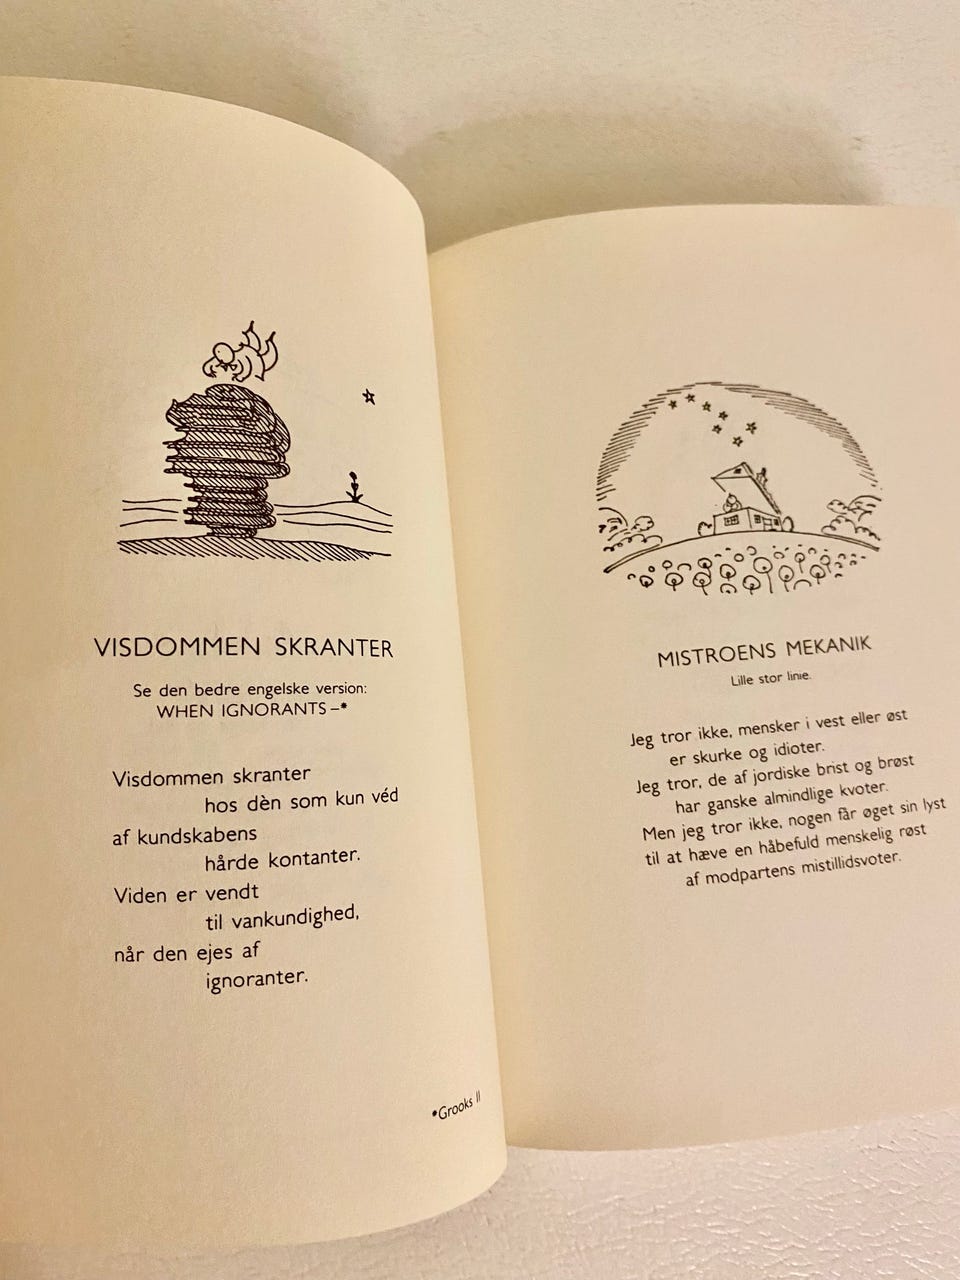 VISDOMMEN SKRANTER
Se den bedre engelske version:
WHEN IGNORANTS –*
Visdommen skranter
hos dèn som kun véd
af kundskabens
hårde kontanter.
Viden er vendt
til vankundighed,
når den ejes af
ignoranter.
*Grooks II
MISTROENS MEKANIK
Lille stor linie.
Jeg tror ikke, mensker i vest eller øst
er skurke og idioter.
Jeg tror, de af jordiske brist og brøst
har ganske almindlige kvoter.
Men jeg tror ikke, nogen får øget sin lyst
til at hæve en håbefuld menskelig røst
af modpartens mistillidsvoter.